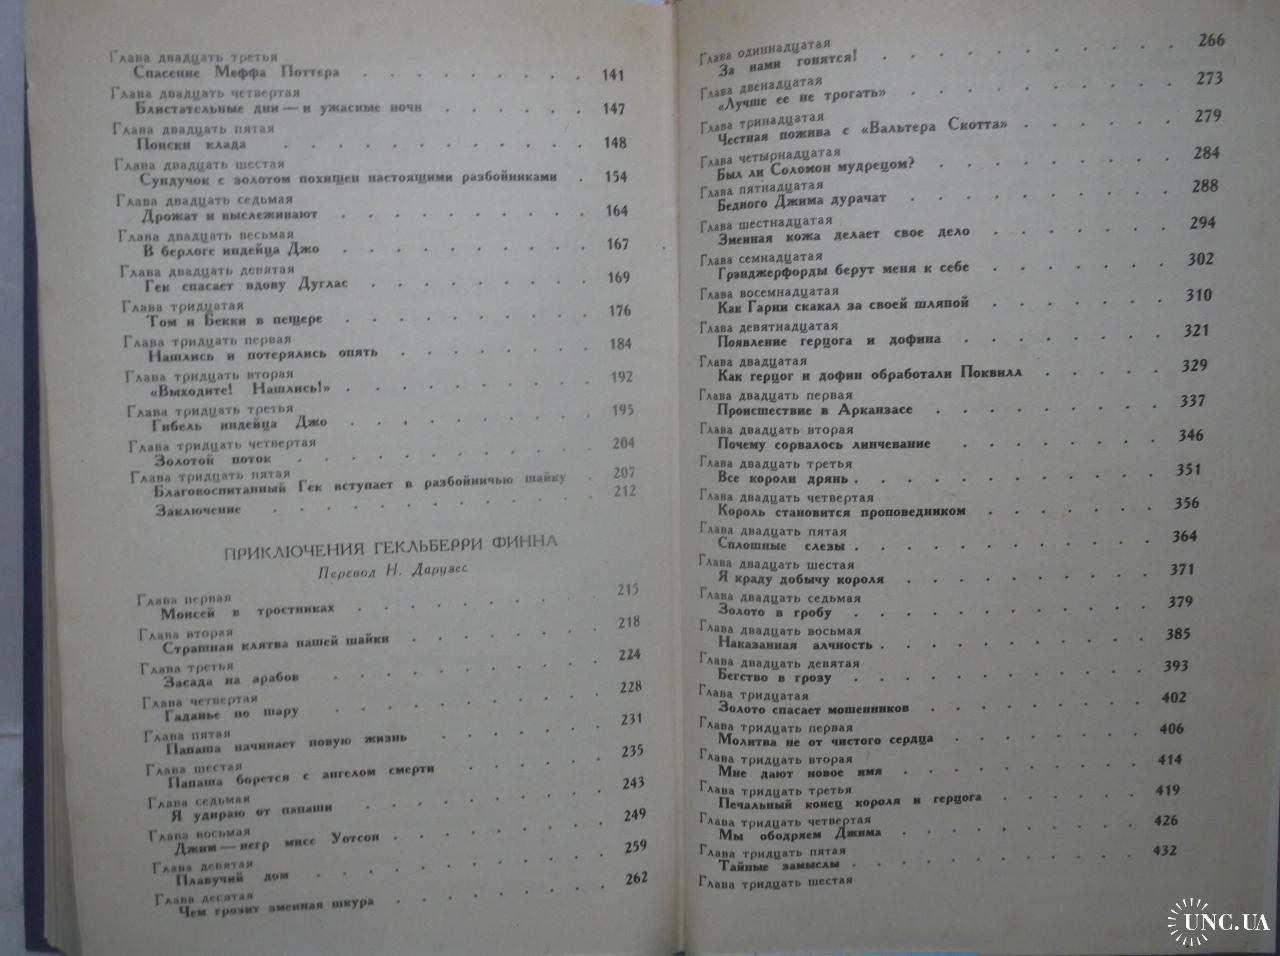 Глава двадцать третья
Спасение Меффа Поттера . . . . . . . . . 141
Глава двадцать четвертая
Блистательные дни — и ужасные ночи . . . . . . 147
Глава двадцать пятая
Поиски клада . . . . . . . . . . . . 148
Глава двадцать шестая
Сундучок с золотом похищен настоящими разбойниками . 154
Глава двадцать седьмая
Дрожат и выслеживают . . . . . . . . . 164
Глава двадцать весьмая
В берлоге индейца Джо . . . . . . . . . 167
Глава двадцать девятая
Гек спасает вдову Дуглас . . . . . . . . 169
Глава тридцатая
Том и Бекки в пещере . . . . . . . . . 176
Глава тридцать первая
Нашлись и потерялись опять . . . . . . . 184
Глава тридцать вторая
«Выходите! Нашлись!» . . . . . . . . . 192
Глава тридцать третья
Гибель индейца Джо . . . . . . . . . 195
Глава тридцать четвертая
Золотой поток . . . . . . . . . . . 204
Глава тридцать пятая
Благовоспитанный Гек вступает в разбойничью шайку . 207
Заключение . . . . . . . . . . . . 212
ПРИКЛЮЧЕНИЯ ГЕКЛЬБЕРРИ ФИННА
Перевод Н. Дарузес
Глава первая
Моисей в тростниках . . . . . . . . . 215
Глава вторая
Страшная клятва нашей шайки . . . . . . . 218
Глава третья
Засада на арабов . . . . . . . . . . 224
Глава четвертая
Гаданье по шару . . . . . . . . . . 228
Глава пятая
Папаша начинает новую жизнь . . . . . . 231
Глава шестая
Папаша борется с ангелом смерти . . . . . 235
Глава седьмая
Я удираю от папаши . . . . . . . . . 243
Глава восьмая
Джим — негр мисс Уотсон . . . . . . . . 249
Глава девятая
Плавучий дом . . . . . . . . . . . 259
Глава десятая
Чем грозит змеиная шкура . . . . . . . . 262
Глава одиннадцатая
За нами гонятся! . . . . . . . . . . . 266
Глава двенадцатая
«Лучше ее не трогать» . . . . . . . . . . 273
Глава тринадцатая
Честная пожива с «Вальтера Скотта» . . . . . . 279
Глава четырнадцатая
Был ли Соломон мудрецом? . . . . . . . . 284
Глава пятнадцатая
Бедного Джима дурачат . . . . . . . . . 288
Глава шестнадцатая
Змеиная кожа делает свое дело . . . . . . . 294
Глава семнадцатая
Грэнджерфорды берут меня к себе . . . . . . . 302
Глава восемнадцатая
Как Гарни скакал за своей шляпой . . . . . . . 310
Глава девятнадцатая
Появление герцога и дофина . . . . . . . . 321
Глава двадцатая
Как герцог и дофин обработали Поквилл . . . . . 329
Глава двадцать первая
Происшествие в Арканзасе . . . . . . . . . 337
Глава двадцать вторая
Почему сорвалось линчевание . . . . . . . . 346
Глава двадцать третья
Все короли дрянь . . . . . . . . . . . 351
Глава двадцать четвертая
Король становится проповедником . . . . . . . 356
Глава двадцать пятая
Сплошные слезы . . . . . . . . . . . 364
Глава двадцать шестая
Я краду добычу короля . . . . . . . . . . 371
Глава двадцать седьмая
Золото в гробу . . . . . . . . . . . 379
Глава двадцать восьмая
Наказанная алчность . . . . . . . . . . 385
Глава двадцать девятая
Бегство в грозу . . . . . . . . . . . 393
Глава тридцатая
Золото спасает мошенников . . . . . . . . 402
Глава тридцать первая
Молитва не от чистого сердца . . . . . . . . 406
Глава тридцать вторая
Мне дают новое имя . . . . . . . . . . 414
Глава тридцать третья
Печальный конец короля и герцога . . . . . . . 419
Глава тридцать четвертая
Мы ободряем Джима . . . . . . . . . . 426
Глава тридцать пятая
Тайные замыслы . . . . . . . . . . . 432
Глава тридцать шестая
UNC.UA